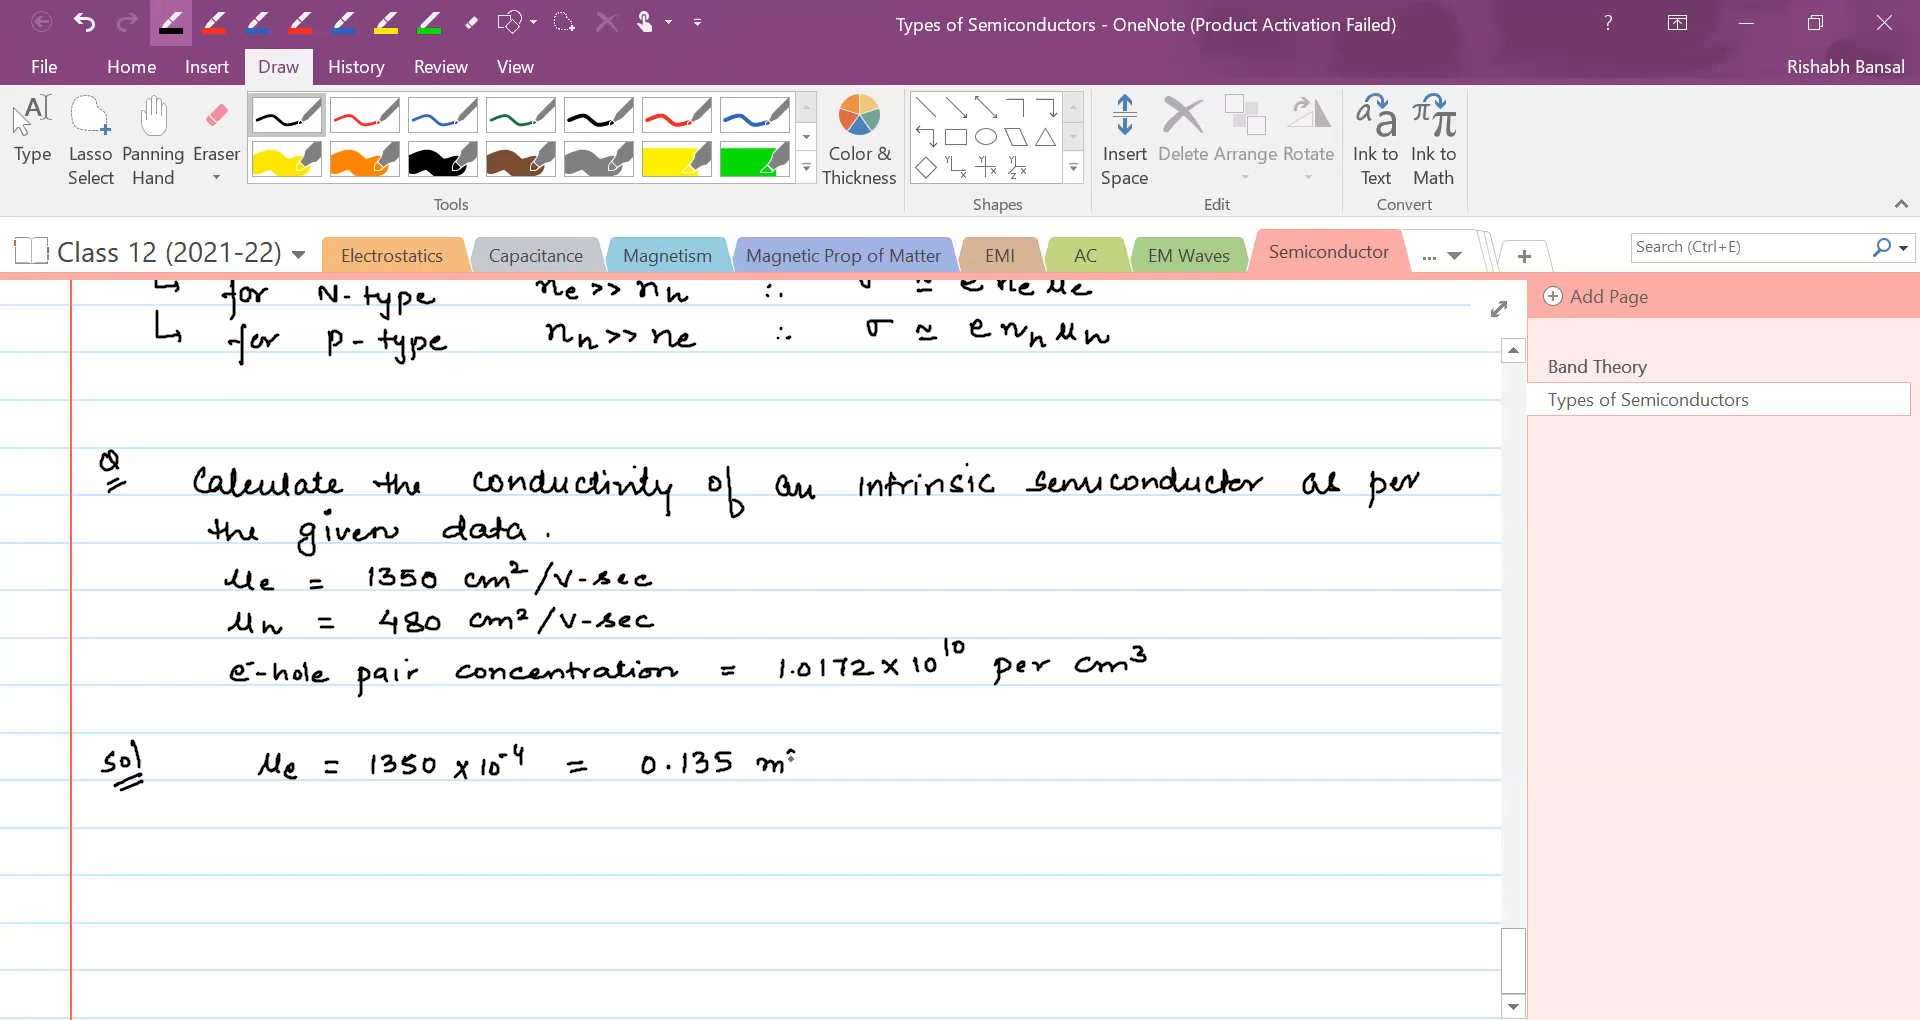 Types of Semiconductors - OneNote (Product Activation Failed)
?
File
Home
Insert
Draw
History
Review
View
Rishabh Bansal
Type
Lasso Select
Panning Hand
Eraser
Color & Thickness
Insert Space
Delete
Arrange
Rotate
Ink to Text
Ink to Math
Tools
Shapes
Edit
Convert
Class 12 (2021-22)
Electrostatics
Capacitance
Magnetism
Magnetic Prop of Matter
EMI
AC
EM Waves
Semiconductor
...
Search (Ctrl+E)
Add Page
Band Theory
Types of Semiconductors
↳ for N-type nₑ >> nₕ ∴ σ ≃ e nₑ μₑ
↳ for P-type nₕ >> nₑ ∴ σ ≃ e nₕ μₕ
Q Calculate the conductivity of an intrinsic semiconductor as per
the given data.
μₑ = 1350 cm²/V-sec
μₕ = 480 cm²/V-sec
e⁻-hole pair concentration = 1.0172 × 10¹⁰ per cm³
Sol μₑ = 1350 × 10⁻⁴ = 0.135 m²